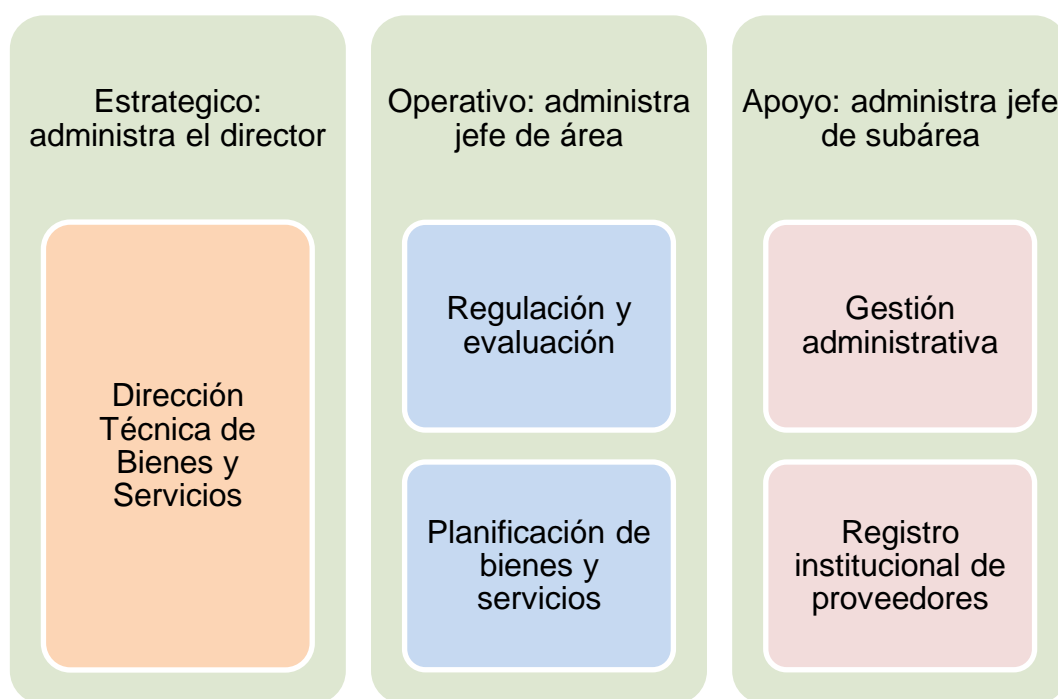 Estrategico:
administra el director
Dirección
Técnica de
Bienes y
Servicios
Operativo: administra
jefe de área
Regulación y
evaluación
Planificación de
bienes y
servicios
Apoyo: administra jefe
de subárea
Gestión
administrativa
Registro
institucional de
proveedores